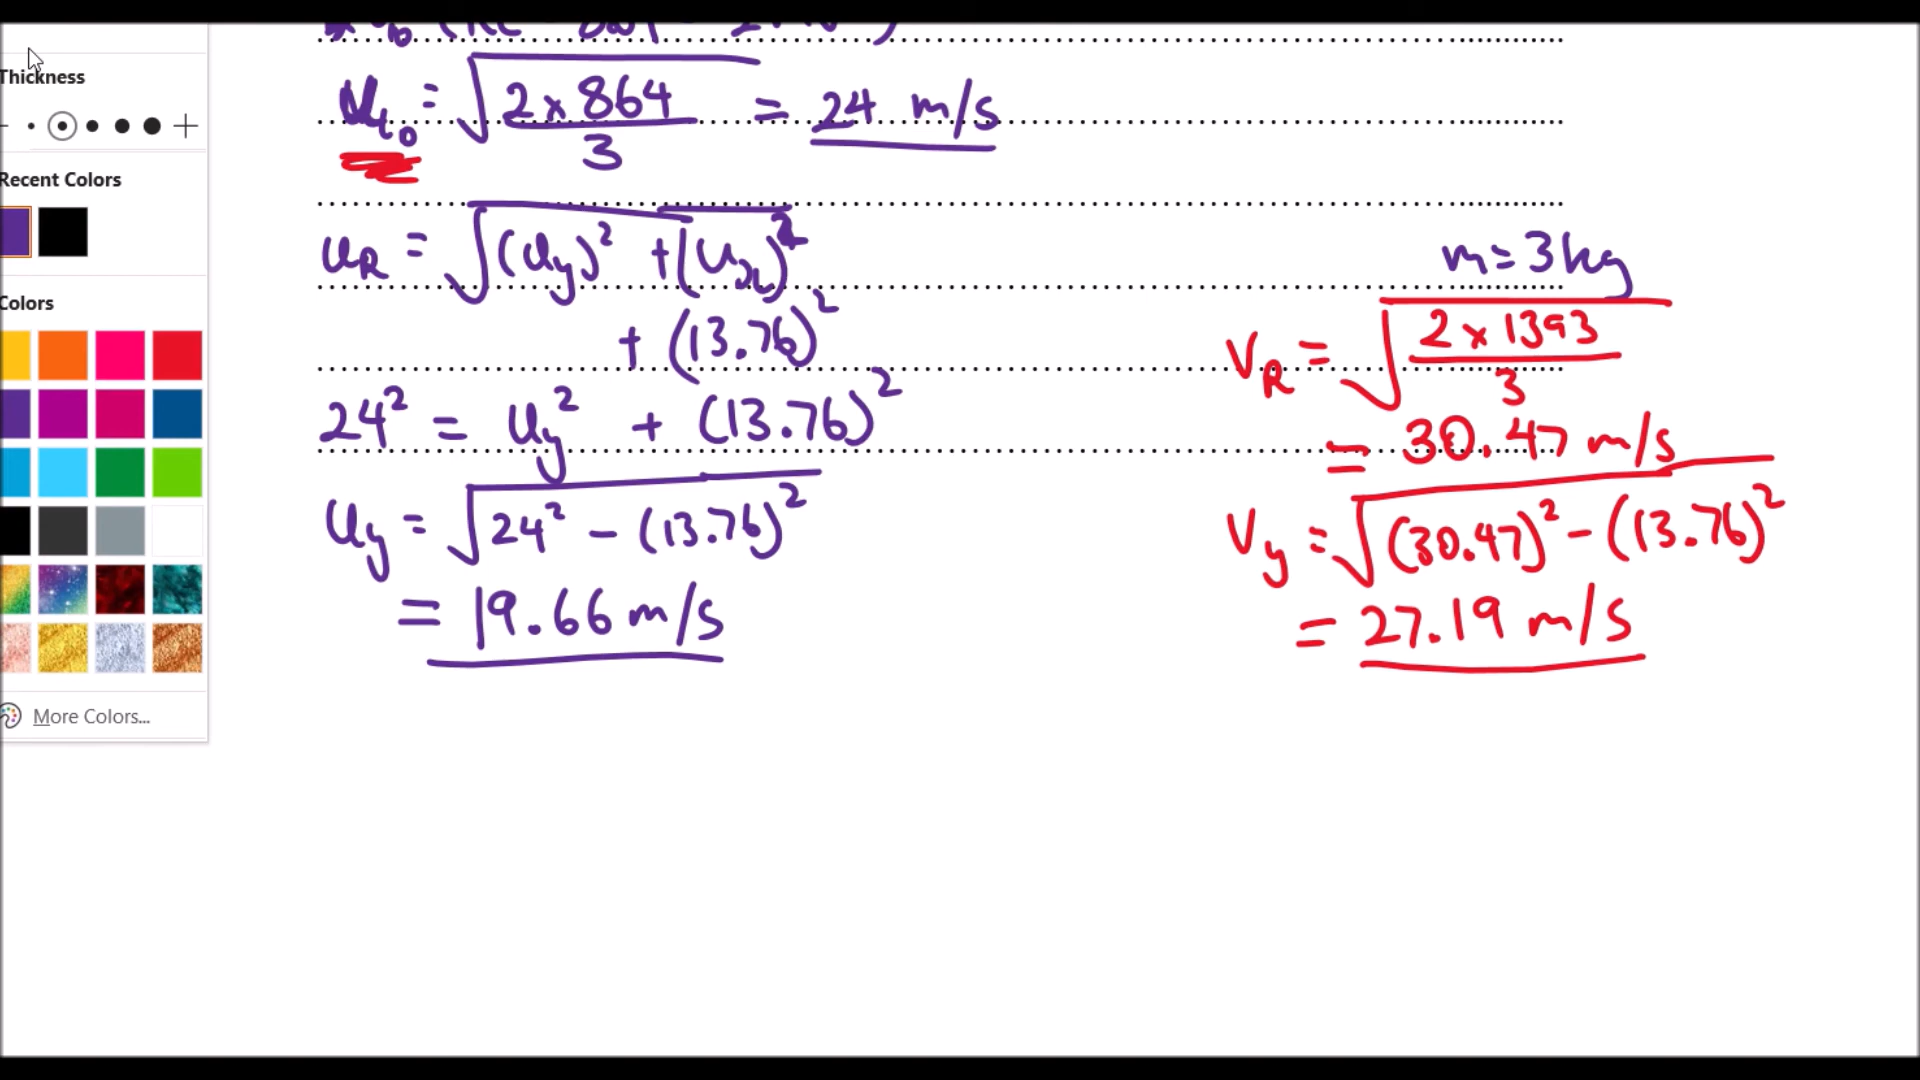 Thickness
Recent Colors
Colors
More Colors...
= √(2 × 864 / 3) = 24 m/s
u_R = √((u_y)² + (u_x)²)
+ (13.76)²
24² = u_y² + (13.76)²
u_y = √(24² − (13.76)²)
= 19.66 m/s
m = 3 kg
V_R = √(2 × 1393 / 3)
= 30.47 m/s
V_y = √((30.47)² − (13.76)²)
= 27.19 m/s